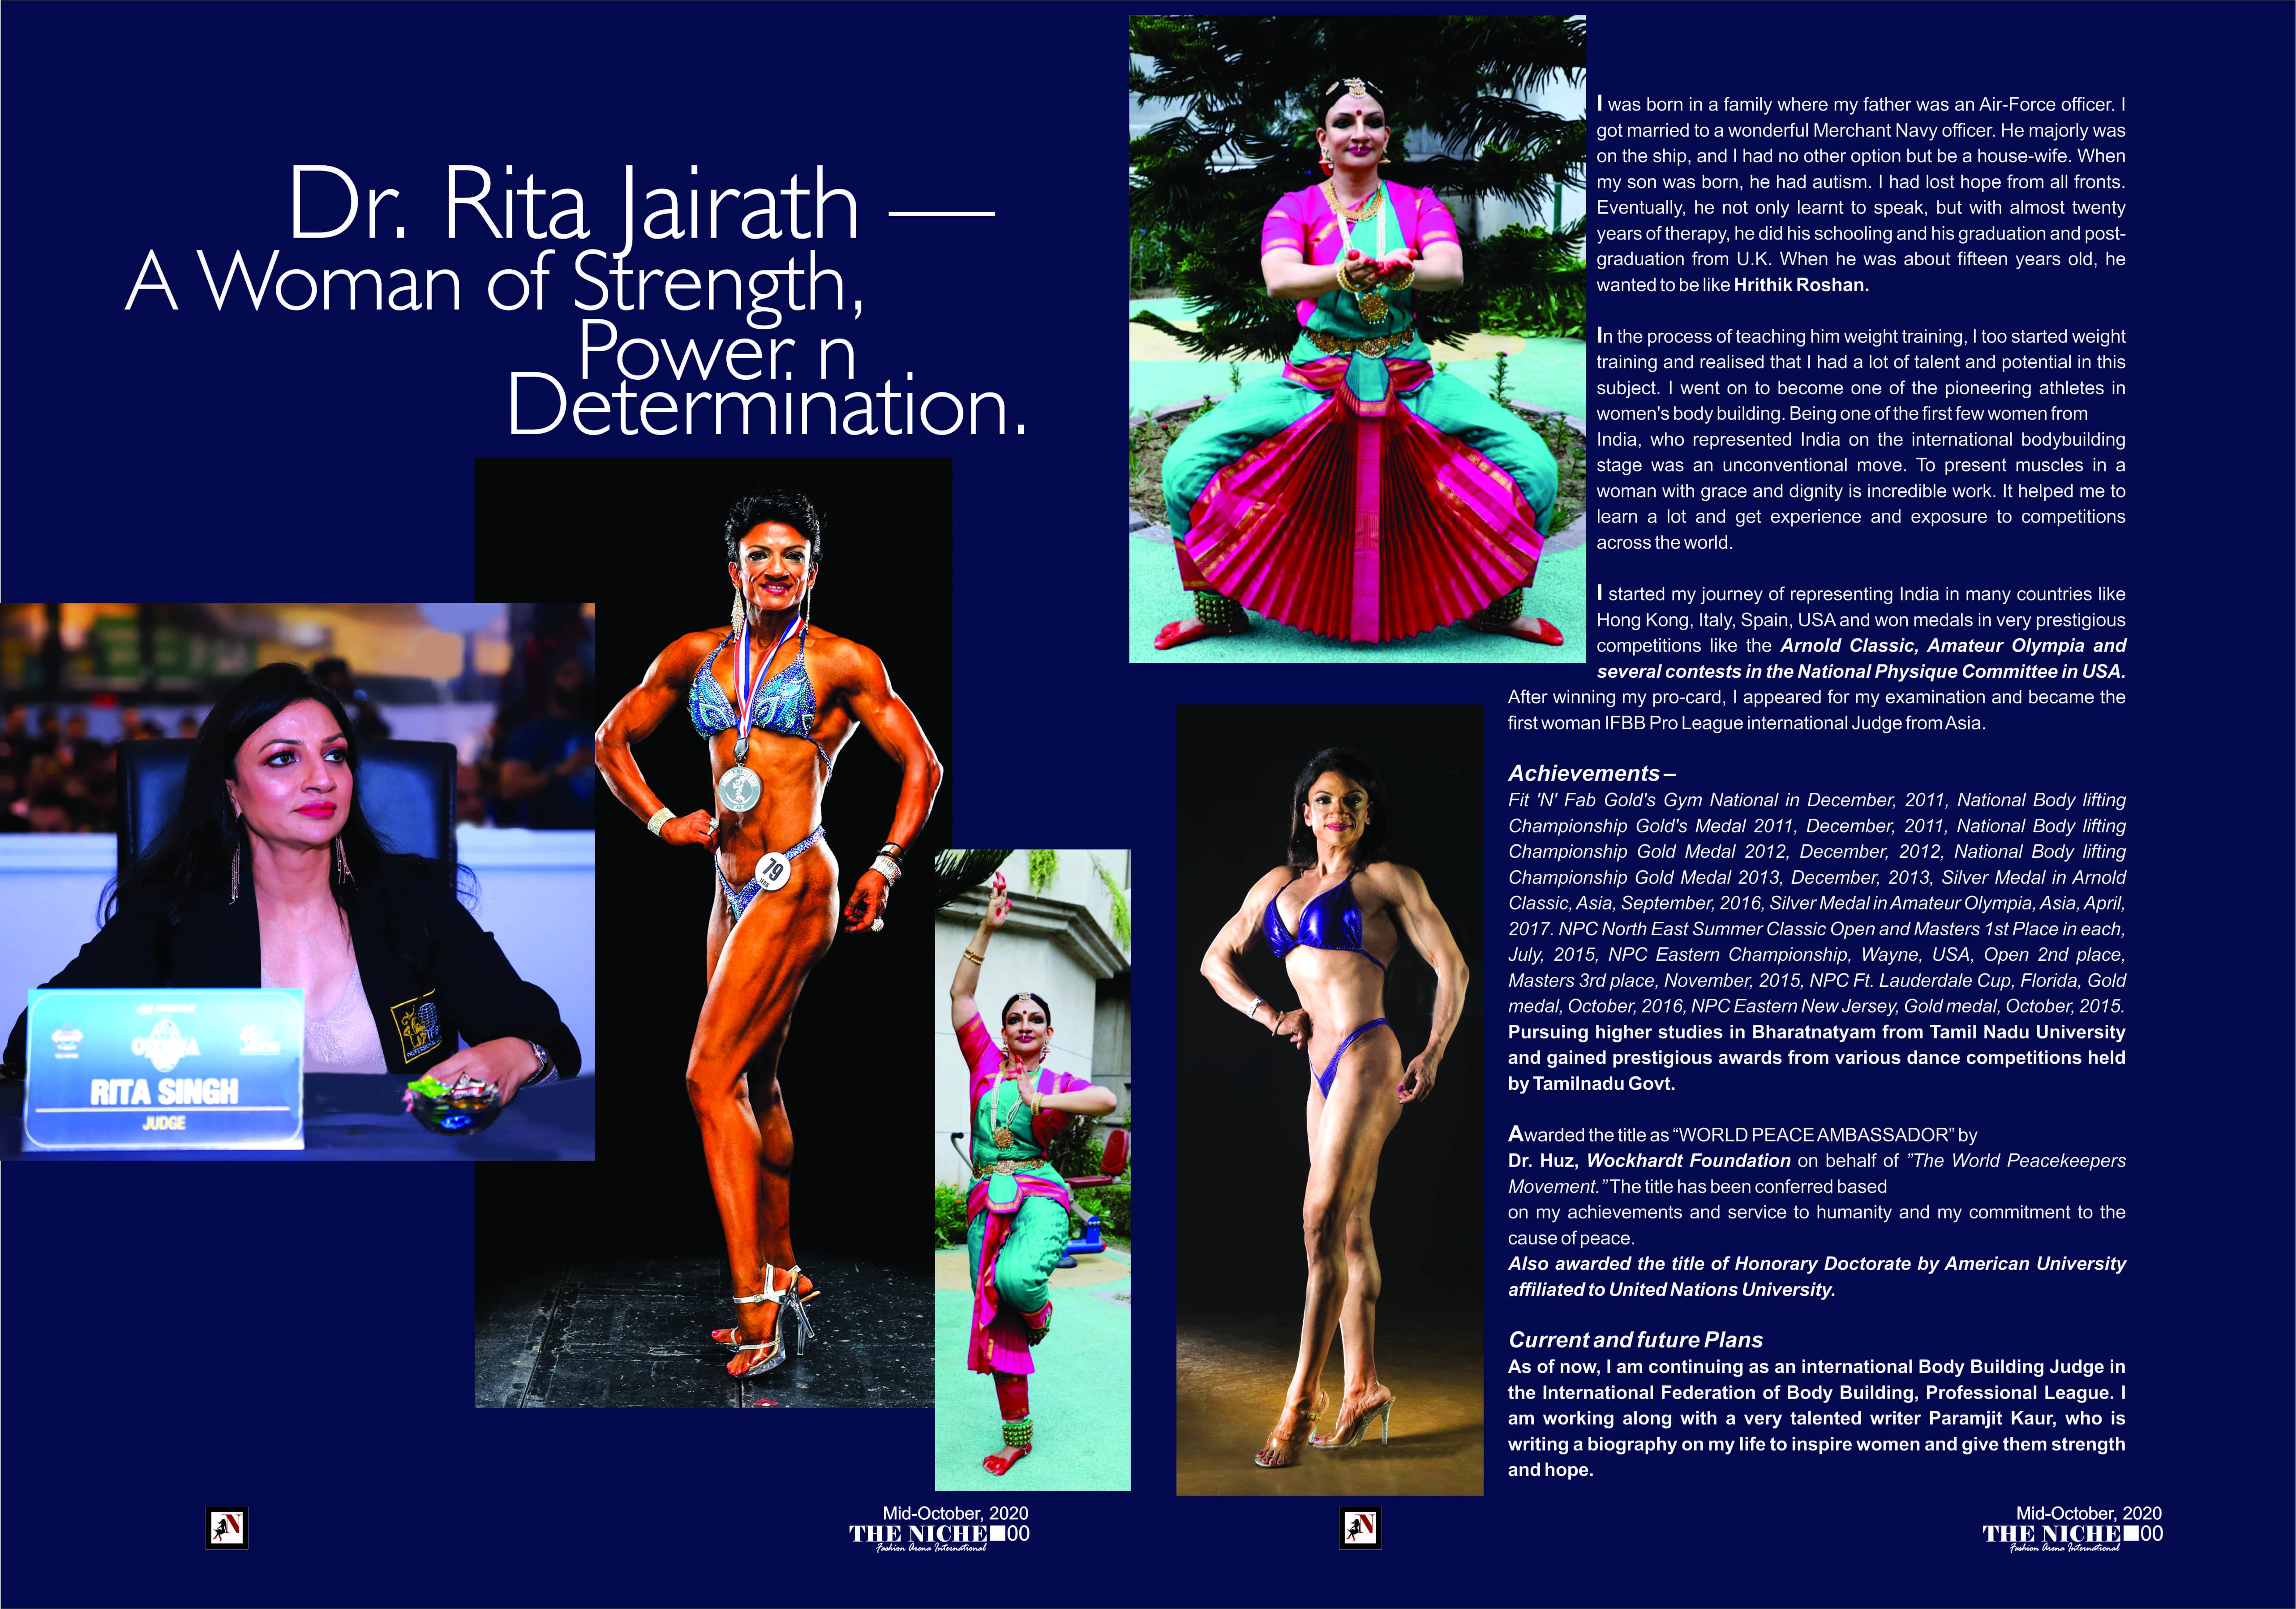 Dr. Rita Jairath —
A Woman of Strength,
Power. n
Determination.
RITA SINGH
JUDGE
79
Mid-October, 2020
THE NICHE■00
Fashion Arena International
I was born in a family where my father was an Air-Force officer. I
got married to a wonderful Merchant Navy officer. He majorly was
on the ship, and I had no other option but be a house-wife. When
my son was born, he had autism. I had lost hope from all fronts.
Eventually, he not only learnt to speak, but with almost twenty
years of therapy, he did his schooling and his graduation and post-
graduation from U.K. When he was about fifteen years old, he
wanted to be like Hrithik Roshan.
In the process of teaching him weight training, I too started weight
training and realised that I had a lot of talent and potential in this
subject. I went on to become one of the pioneering athletes in
women's body building. Being one of the first few women from
India, who represented India on the international bodybuilding
stage was an unconventional move. To present muscles in a
woman with grace and dignity is incredible work. It helped me to
learn a lot and get experience and exposure to competitions
across the world.
I started my journey of representing India in many countries like
Hong Kong, Italy, Spain, USA and won medals in very prestigious
competitions like the Arnold Classic, Amateur Olympia and
several contests in the National Physique Committee in USA.
After winning my pro-card, I appeared for my examination and became the
first woman IFBB Pro League international Judge from Asia.
Achievements –
Fit 'N' Fab Gold's Gym National in December, 2011, National Body lifting
Championship Gold's Medal 2011, December, 2011, National Body lifting
Championship Gold Medal 2012, December, 2012, National Body lifting
Championship Gold Medal 2013, December, 2013, Silver Medal in Arnold
Classic, Asia, September, 2016, Silver Medal in Amateur Olympia, Asia, April,
2017. NPC North East Summer Classic Open and Masters 1st Place in each,
July, 2015, NPC Eastern Championship, Wayne, USA, Open 2nd place,
Masters 3rd place, November, 2015, NPC Ft. Lauderdale Cup, Florida, Gold
medal, October, 2016, NPC Eastern New Jersey, Gold medal, October, 2015.
Pursuing higher studies in Bharatnatyam from Tamil Nadu University
and gained prestigious awards from various dance competitions held
by Tamilnadu Govt.
Awarded the title as “WORLD PEACE AMBASSADOR” by
Dr. Huz, Wockhardt Foundation on behalf of ”The World Peacekeepers
Movement.” The title has been conferred based
on my achievements and service to humanity and my commitment to the
cause of peace.
Also awarded the title of Honorary Doctorate by American University
affiliated to United Nations University.
Current and future Plans
As of now, I am continuing as an international Body Building Judge in
the International Federation of Body Building, Professional League. I
am working along with a very talented writer Paramjit Kaur, who is
writing a biography on my life to inspire women and give them strength
and hope.
N
Mid-October, 2020
THE NICHE■00
Fashion Arena International